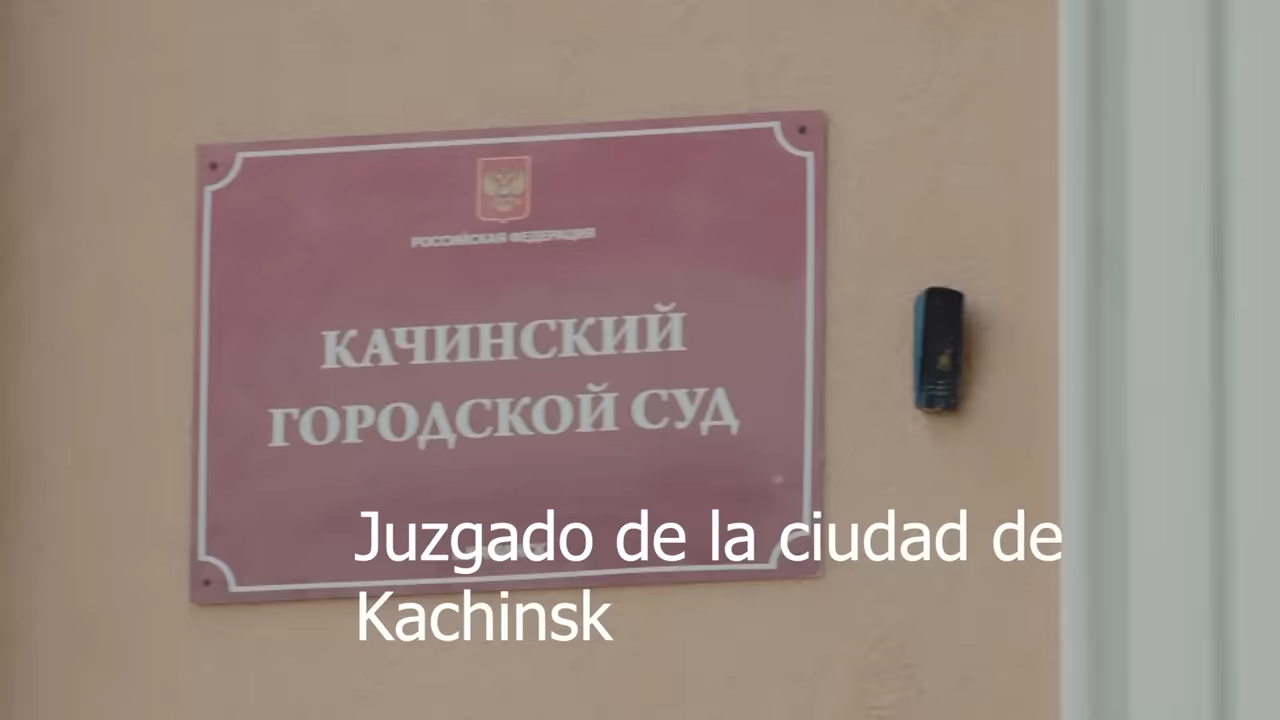 РОССИЙСКАЯ ФЕДЕРАЦИЯ
КАЧИНСКИЙ
ГОРОДСКОЙ СУД
Juzgado de la ciudad de
Kachinsk